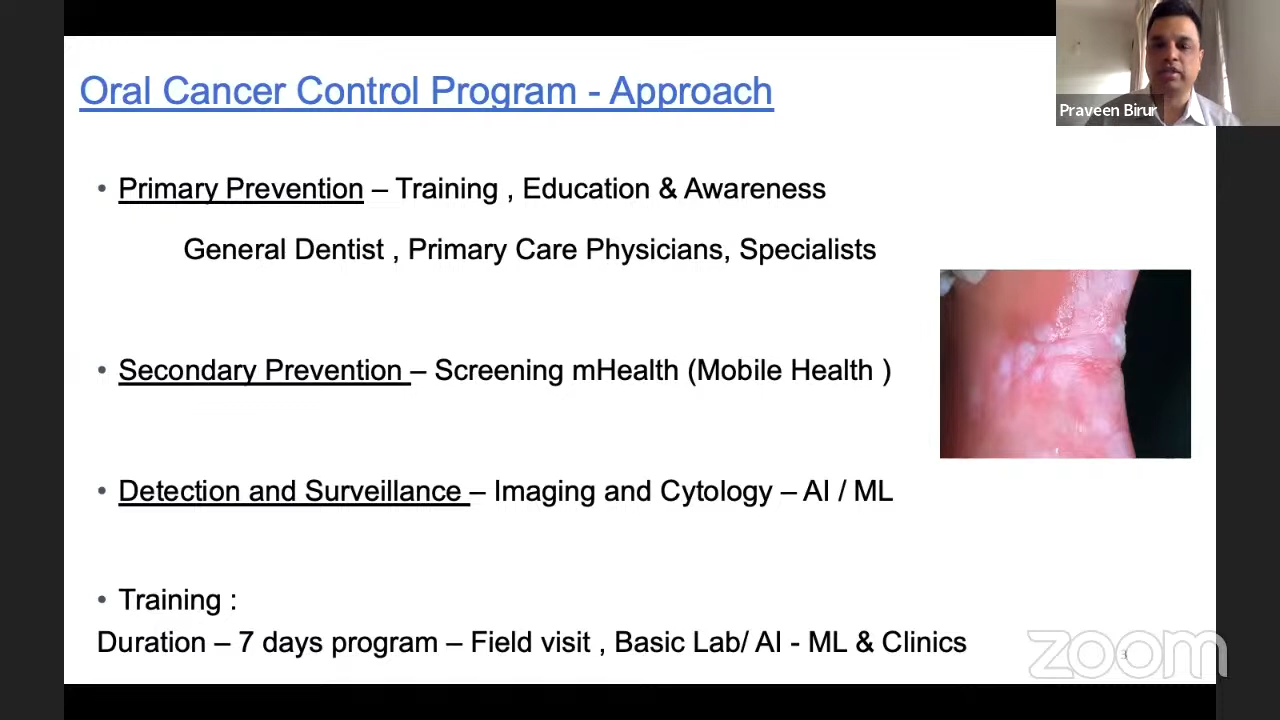 Oral Cancer Control Program - Approach
Praveen Birur
• Primary Prevention – Training , Education & Awareness
General Dentist , Primary Care Physicians, Specialists
• Secondary Prevention – Screening mHealth (Mobile Health )
• Detection and Surveillance – Imaging and Cytology – AI / ML
• Training :
Duration – 7 days program – Field visit , Basic Lab/ AI - ML & Clinics
3
zoom